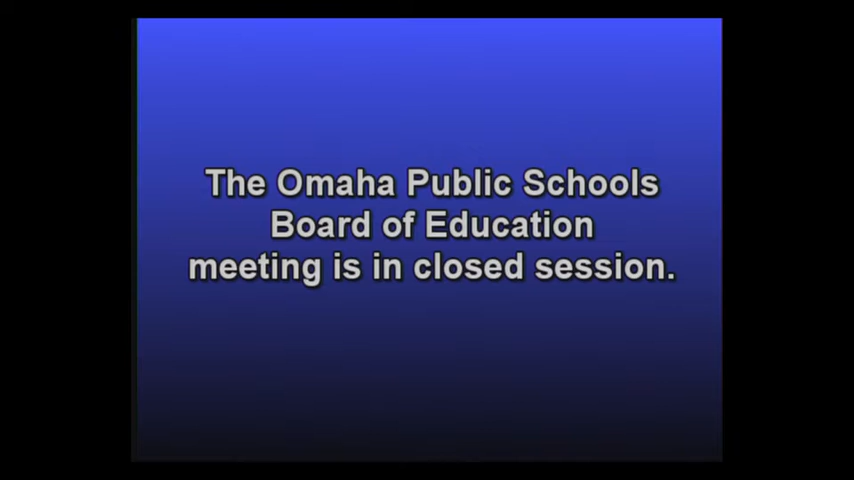 The Omaha Public Schools
Board of Education
meeting is in closed session.